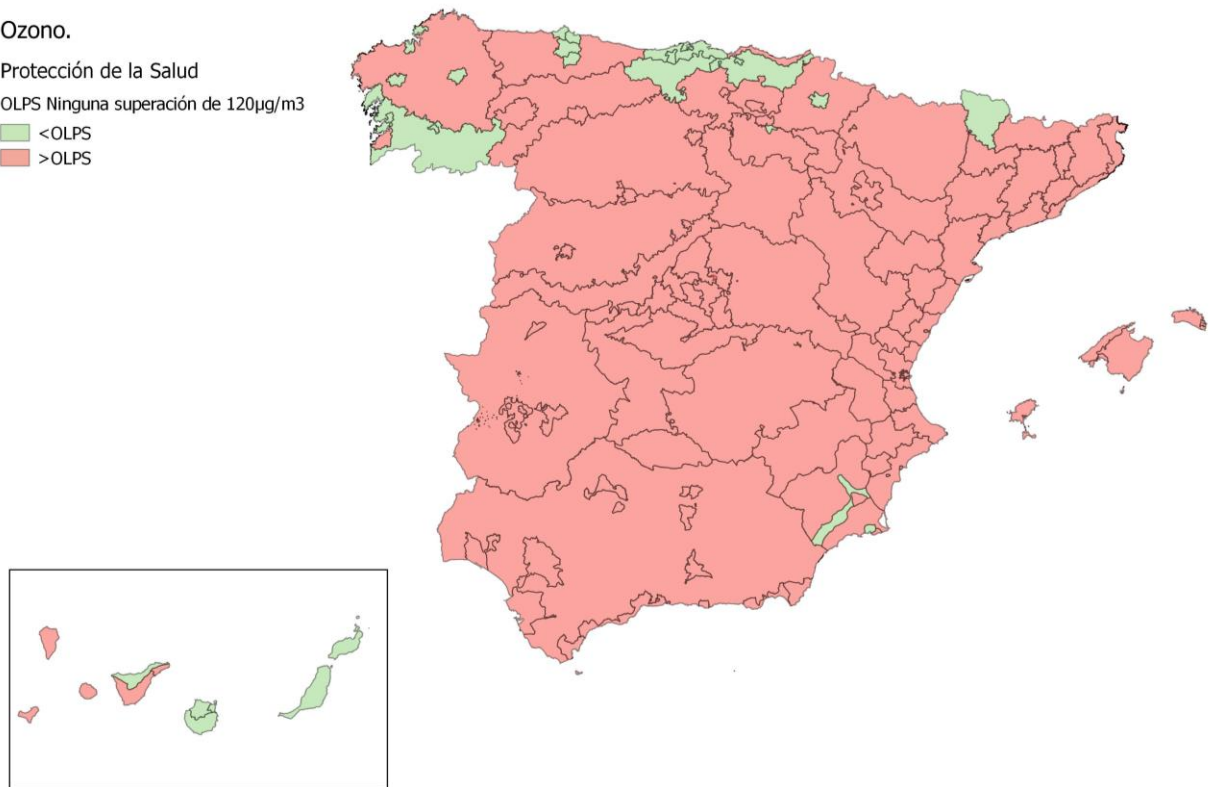 Ozono.
Protección de la Salud
OLPS Ninguna superación de 120µg/m3
<OLPS
>OLPS